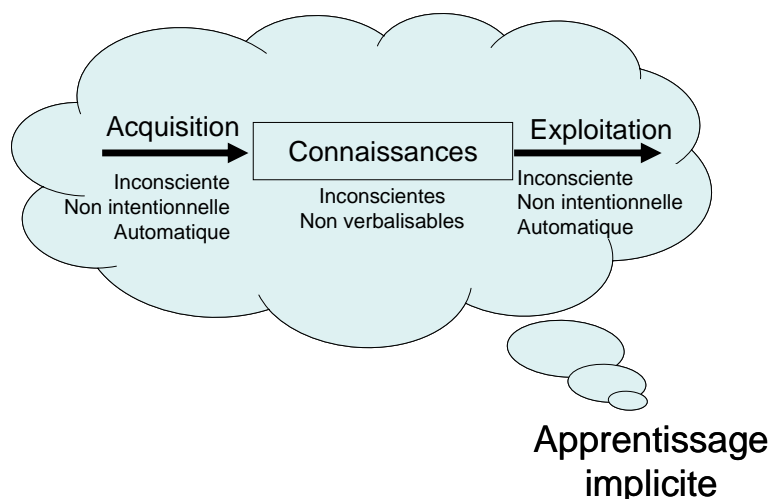 Acquisition
Inconsciente
Non intentionnelle
Automatique
Connaissances
Inconscientes
Non verbalisables
Exploitation
Inconsciente
Non intentionnelle
Automatique
Apprentissage
implicite